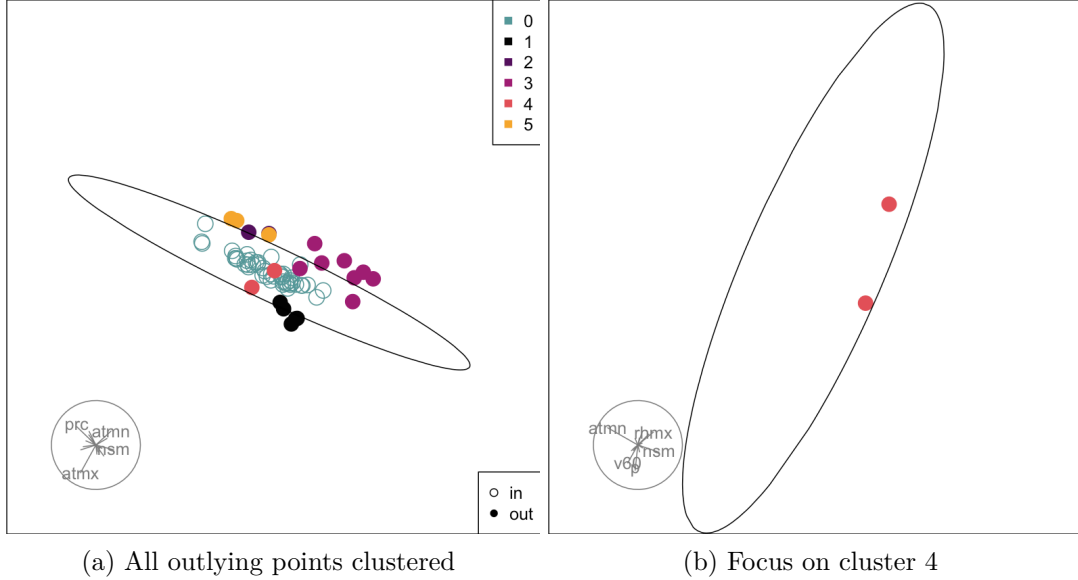 0
1
2
3
4
5
prc
atmn
nsm
atmx
in
out
atmn
rhmx
nsm
v60
p
(a) All outlying points clustered
(b) Focus on cluster 4